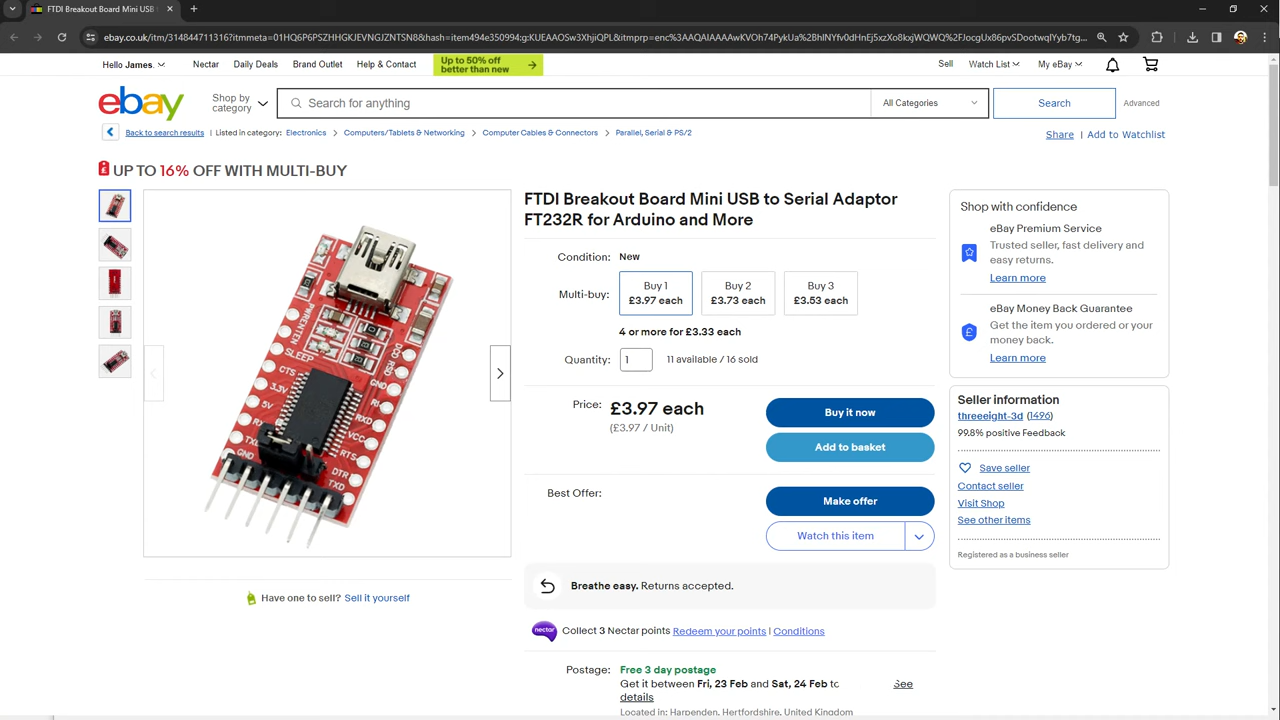 FTDI Breakout Board Mini USB
ebay.co.uk/itm/314844711316?itmmeta=01HQ6P6PSZHHGKJEVNGJZNTSN8&hash=item494e350994:g:KUEAAOSw3XhjiQPL&itmprp=enc%3AAQAIAAAAwKVOh74PykUa%2BhlNYfv0dHnEj5xzXo8lxjWQWQ%2FJocgUx86pvSDootwqlYyb7tg...
Hello James.
Nectar
Daily Deals
Brand Outlet
Help & Contact
Up to 50% off
better than new
Sell
Watch List
My eBay
ebay
Shop by
category
Search for anything
All Categories
Search
Advanced
Back to search results
| Listed in category:
Electronics
Computers/Tablets & Networking
Computer Cables & Connectors
Parallel, Serial & PS/2
Share
| Add to Watchlist
UP TO 16% OFF WITH MULTI-BUY
PWREN
TEN
SLEEP
CTS
3.3V
5V
TXD
GND
DCD
RSD
GND
RI
RXD
VCC
RTS
DTR
TXD
FTDI Breakout Board Mini USB to Serial Adaptor
FT232R for Arduino and More
Condition: New
Multi-buy:
Buy 1
£3.97 each
Buy 2
£3.73 each
Buy 3
£3.53 each
4 or more for £3.33 each
Quantity: 1 11 available / 16 sold
Price: £3.97 each
(£3.97 / Unit)
Buy it now
Add to basket
Best Offer:
Make offer
Watch this item
Breathe easy. Returns accepted.
nectar Collect 3 Nectar points Redeem your points | Conditions
Postage: Free 3 day postage
Get it between Fri, 23 Feb and Sat, 24 Feb to See
details
Located in: Harpenden, Hertfordshire, United Kingdom
Have one to sell? Sell it yourself
Shop with confidence
eBay Premium Service
Trusted seller, fast delivery and
easy returns.
Learn more
eBay Money Back Guarantee
Get the item you ordered or your
money back.
Learn more
Seller information
threeeight-3d (1496)
99.8% positive Feedback
Save seller
Contact seller
Visit Shop
See other items
Registered as a business seller